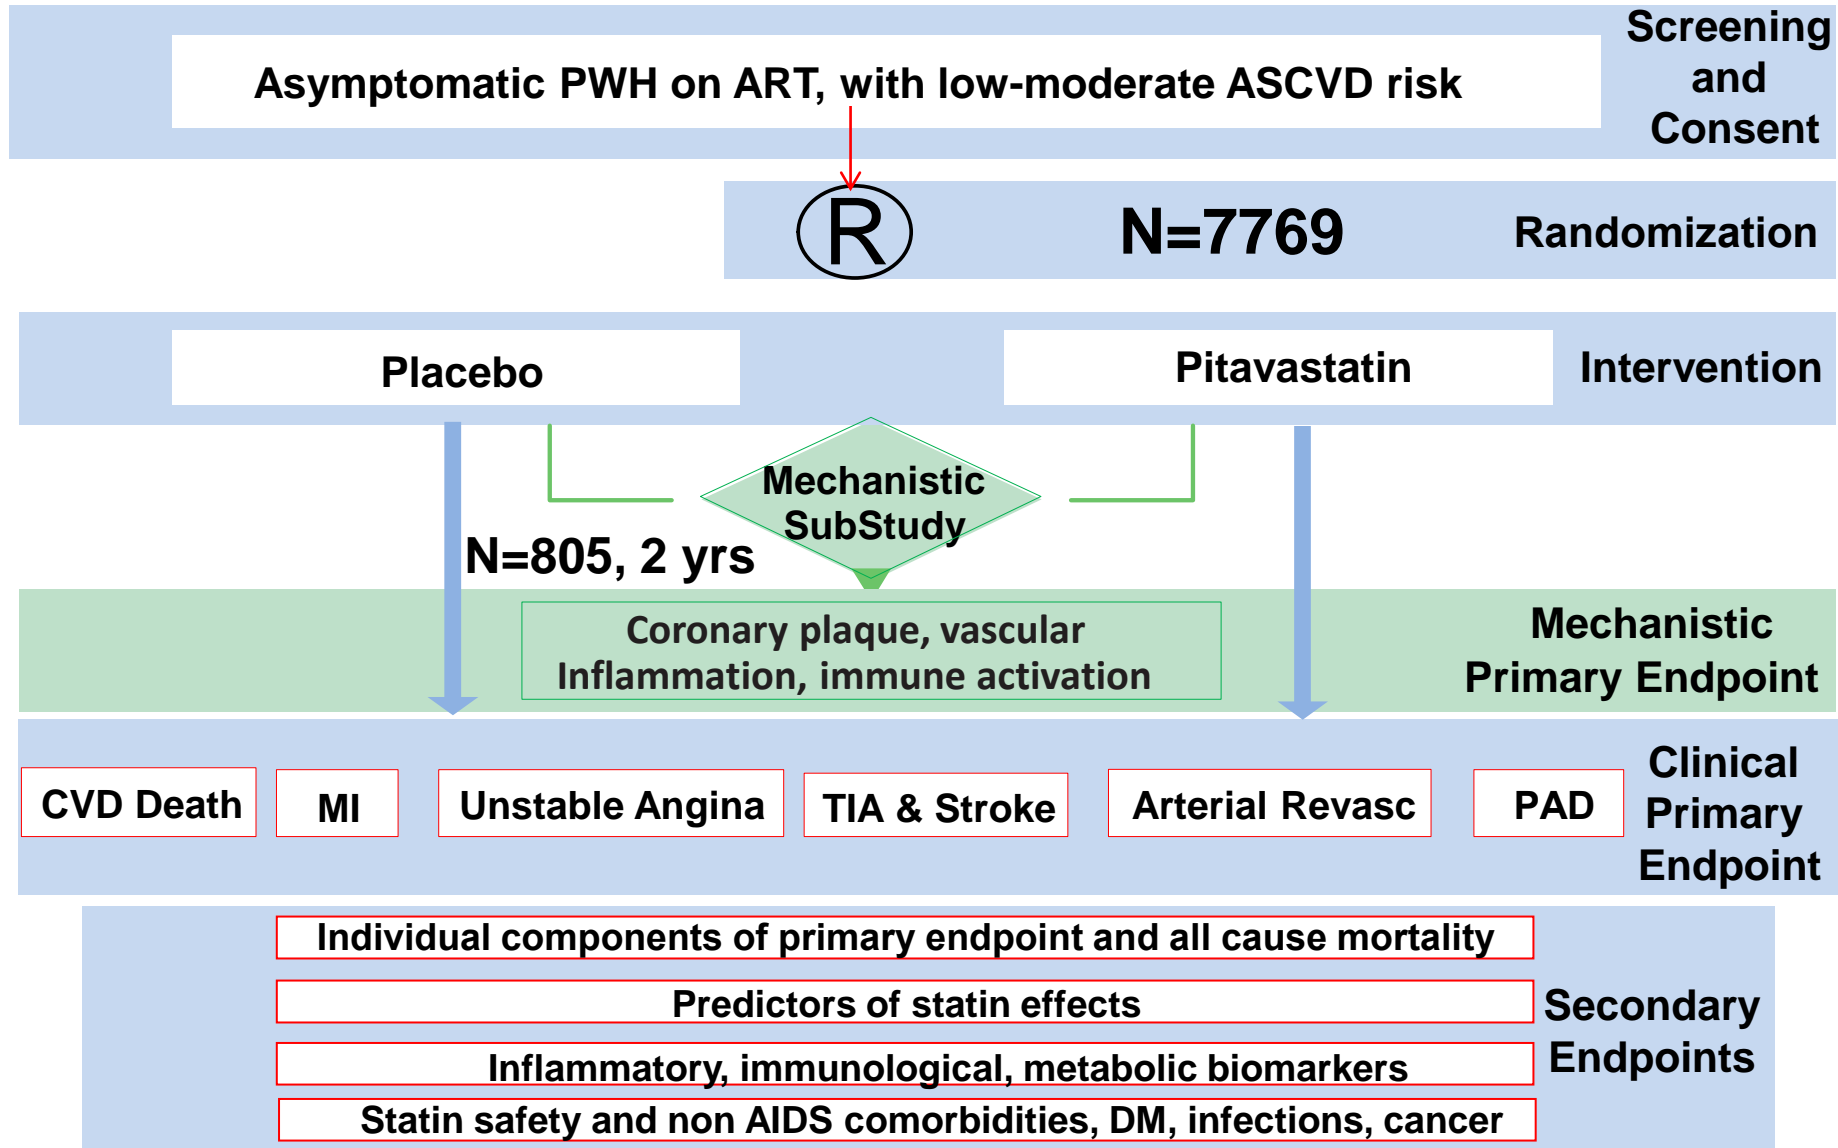 Asymptomatic PWH on ART, with low-moderate ASCVD risk
Screening
and
Consent
R
N=7769
Randomization
Placebo
Pitavastatin
Intervention
Mechanistic
SubStudy
N=805, 2 yrs
Coronary plaque, vascular
Inflammation, immune activation
Mechanistic
Primary Endpoint
CVD Death
MI
Unstable Angina
TIA & Stroke
Arterial Revasc
PAD
Clinical
Primary
Endpoint
Individual components of primary endpoint and all cause mortality
Predictors of statin effects
Inflammatory, immunological, metabolic biomarkers
Statin safety and non AIDS comorbidities, DM, infections, cancer
Secondary
Endpoints